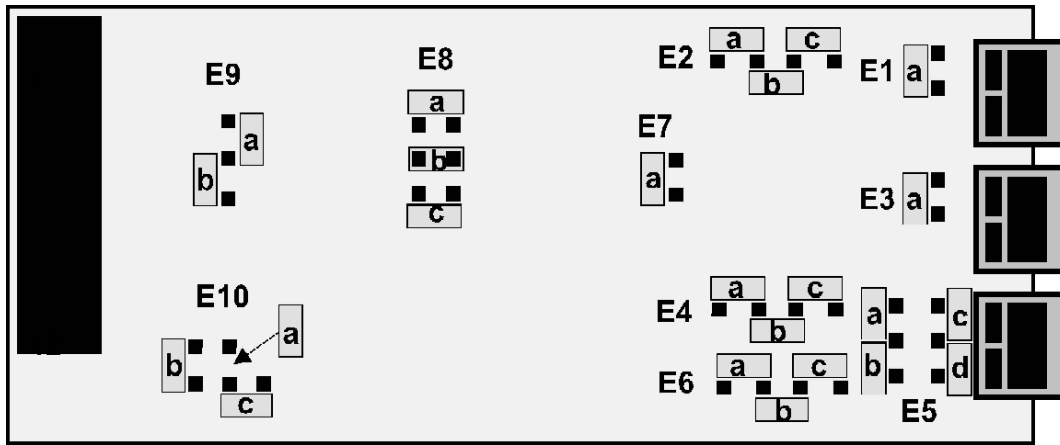 E2 a c b
E1 a
E8 a b c
E9 a b
E7 a
E3 a
E10 a b c
E4 a c b
E6 a c b
a c b d E5